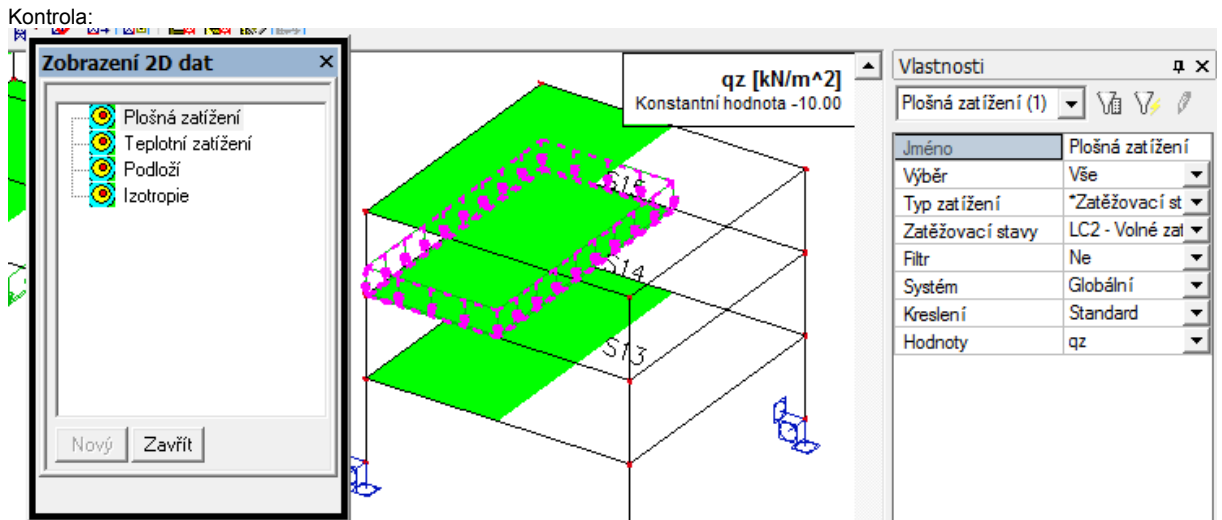 Kontrola:
Zobrazení 2D dat
Plošná zatížení
Teplotní zatížení
Podloží
Izotropie
Nový
Zavřít
qz [kN/m^2]
Konstantní hodnota -10.00
S15
S14
S13
Vlastnosti
Plošná zatížení (1)
Jméno Plošná zatížení
Výběr Vše
Typ zatížení *Zatěžovací st
Zatěžovací stavy LC2 - Volné zat
Filtr Ne
Systém Globální
Kreslení Standard
Hodnoty qz